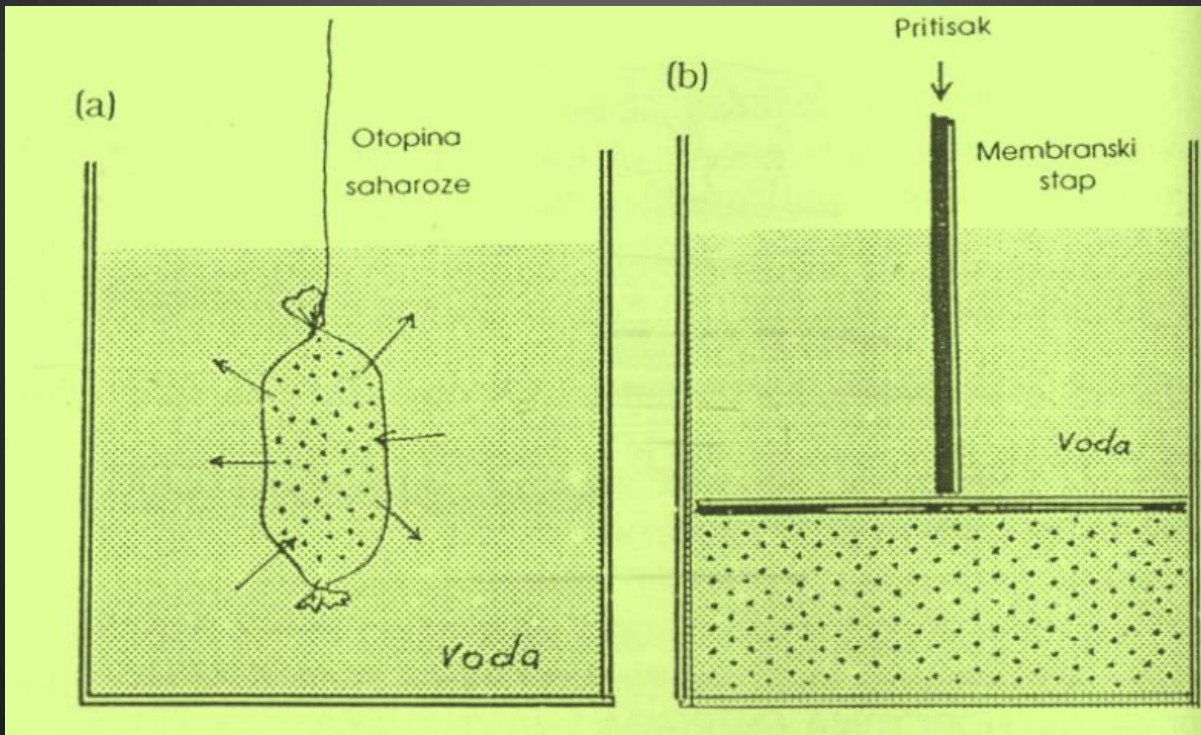 (a)
Otopina
saharoze
Voda
Pritisak
(b)
Membranski
stap
Voda